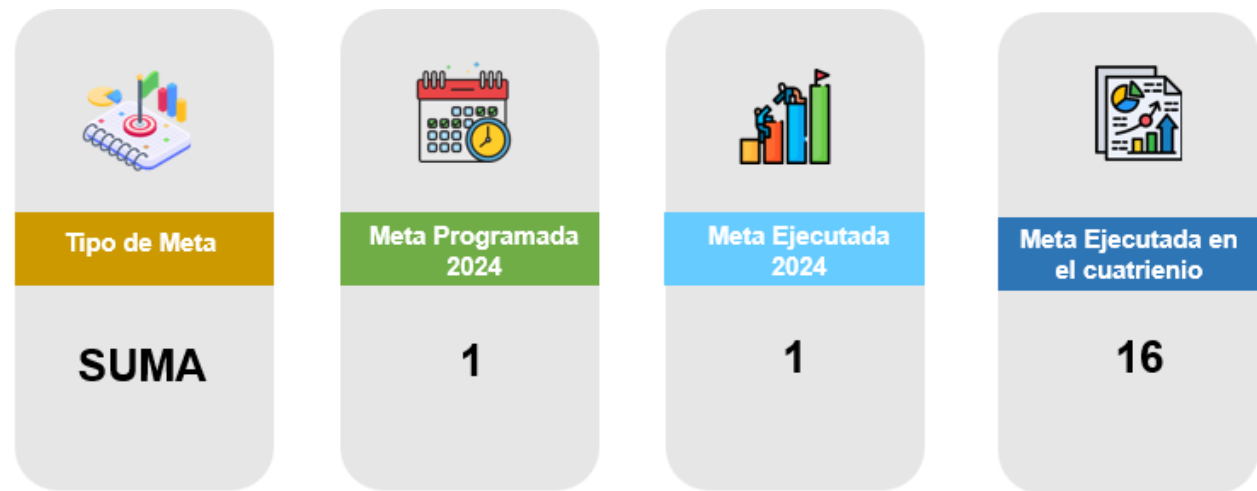 Tipo de Meta
SUMA
Meta Programada
2024
1
Meta Ejecutada
2024
1
Meta Ejecutada en
el cuatrienio
16